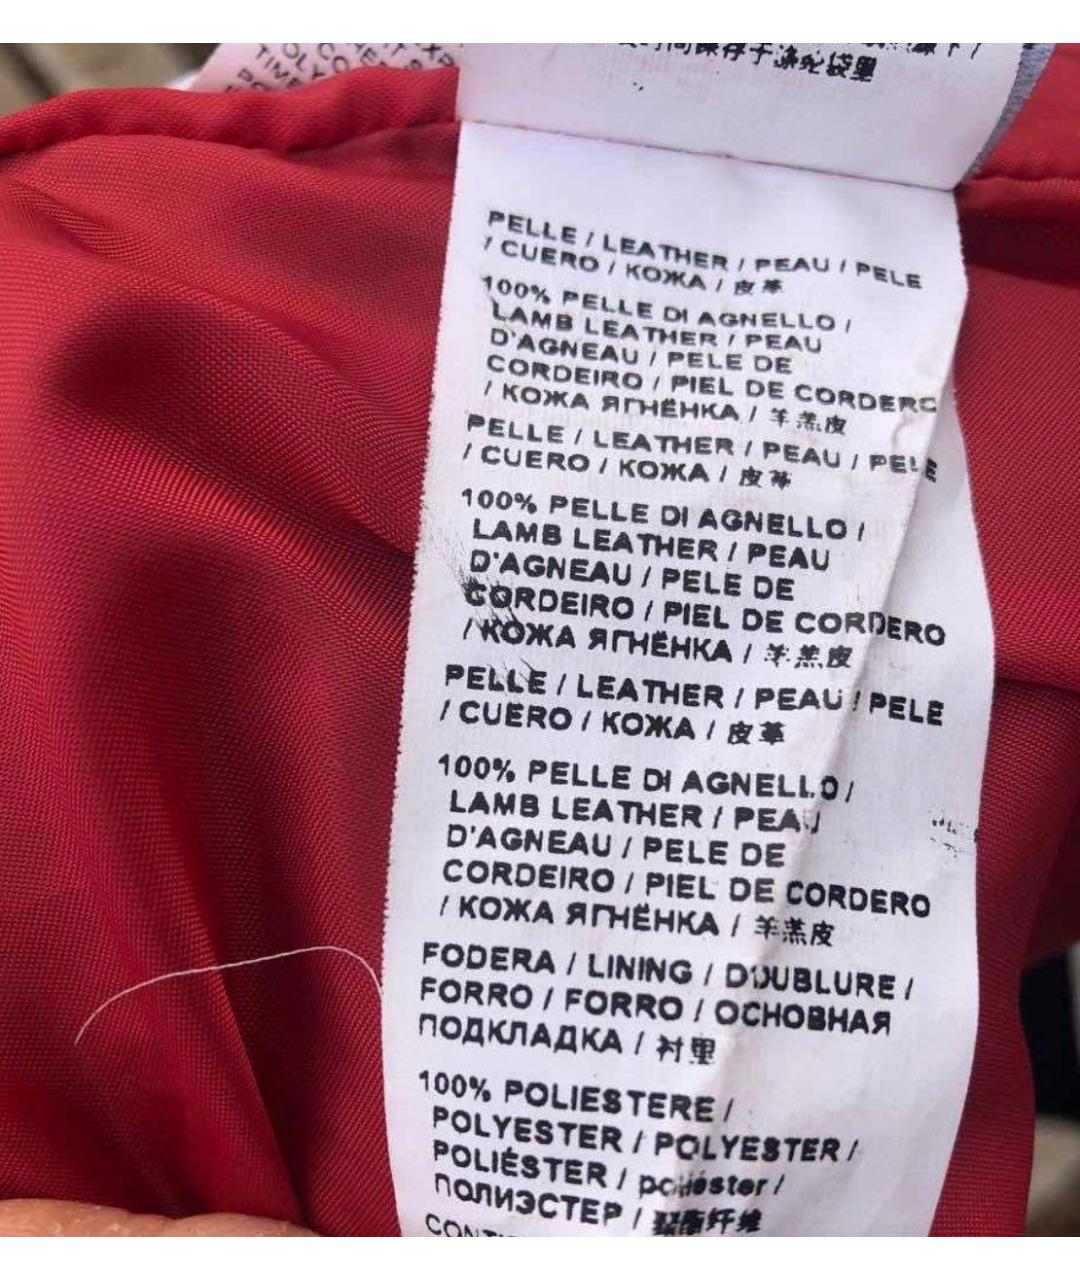 TIME
PELLE / LEATHER / PEAU / PELE
/ CUERO / КОЖА / 皮革
100% PELLE DI AGNELLO /
LAMB LEATHER / PEAU
D'AGNEAU / PELE DE
CORDEIRO / PIEL DE CORDERO
/ КОЖА ЯГНЁНКА / 羊羔皮
PELLE / LEATHER / PEAU / PELE
/ CUERO / КОЖА / 皮革
100% PELLE DI AGNELLO /
LAMB LEATHER / PEAU
D'AGNEAU / PELE DE
CORDEIRO / PIEL DE CORDERO
/ КОЖА ЯГНЁНКА / 羊羔皮
PELLE / LEATHER / PEAU / PELE
/ CUERO / КОЖА / 皮革
100% PELLE DI AGNELLO /
LAMB LEATHER / PEAU
D'AGNEAU / PELE DE
CORDEIRO / PIEL DE CORDERO
/ КОЖА ЯГНЁНКА / 羊羔皮
FODERA / LINING / DOUBLURE /
FORRO / FORRO / ОСНОВНАЯ
ПОДКЛАДКА / 衬里
100% POLIESTERE /
POLYESTER / POLYESTER /
POLIÉSTER / poliéster /
ПОЛИЭСТЕР / 聚酯纤维